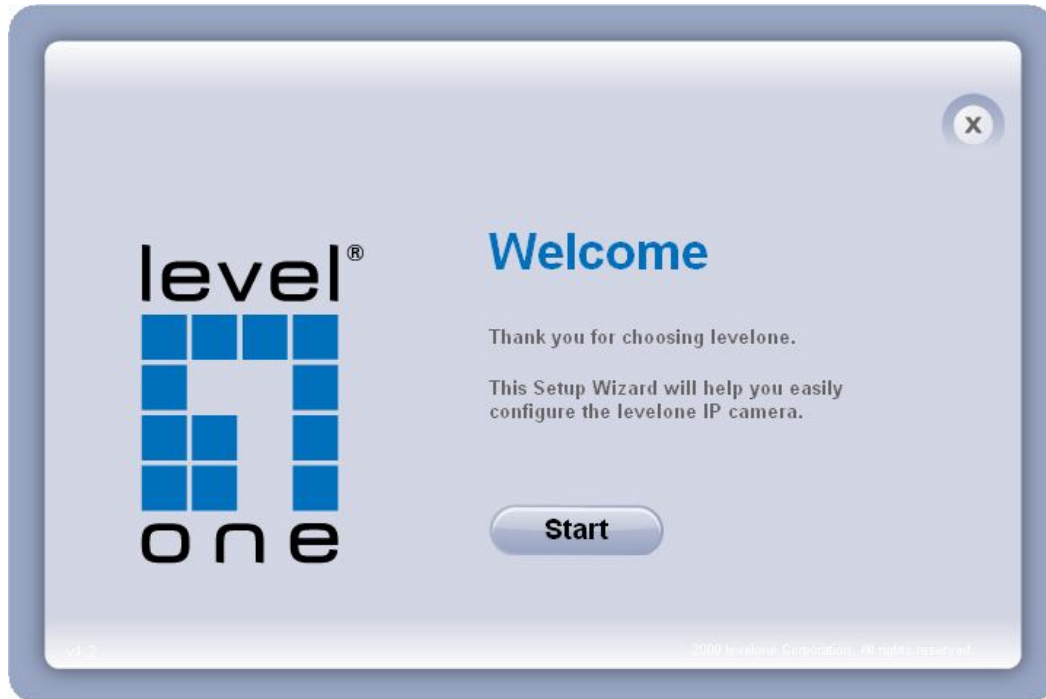 X
level®
one
Welcome
Thank you for choosing levelone.
This Setup Wizard will help you easily
configure the levelone IP camera.
Start
v1.2
2009 levelone Corporation. All rights reserved.